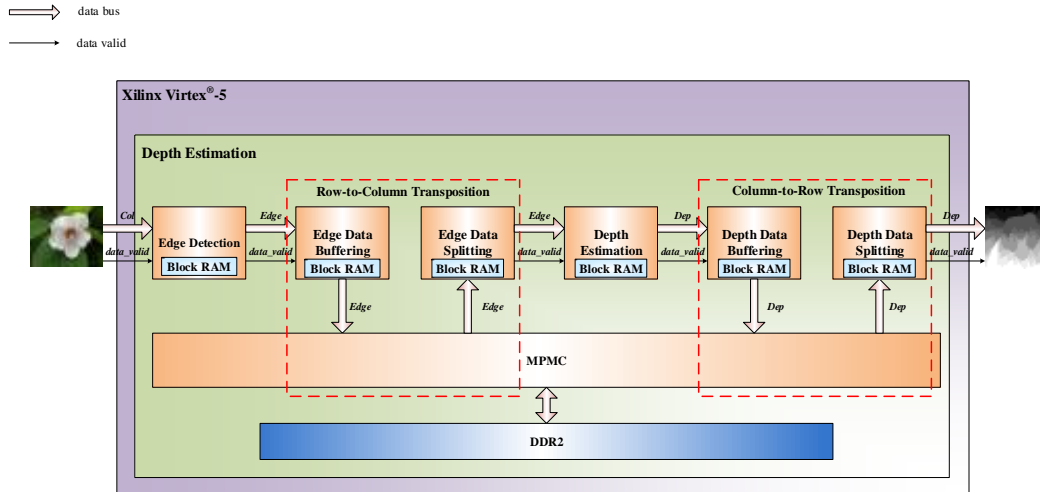 data bus
data valid
Xilinx Virtex®-5
Depth Estimation
Row-to-Column Transposition
Column-to-Row Transposition
Col
data_valid
Edge Detection
Block RAM
Edge
data_valid
Edge Data
Buffering
Block RAM
Edge Data
Splitting
Block RAM
Edge
data_valid
Depth
Estimation
Block RAM
Dep
data_valid
Depth Data
Buffering
Block RAM
Depth Data
Splitting
Block RAM
Dep
data_valid
Edge
Edge
Dep
Dep
MPMC
DDR2